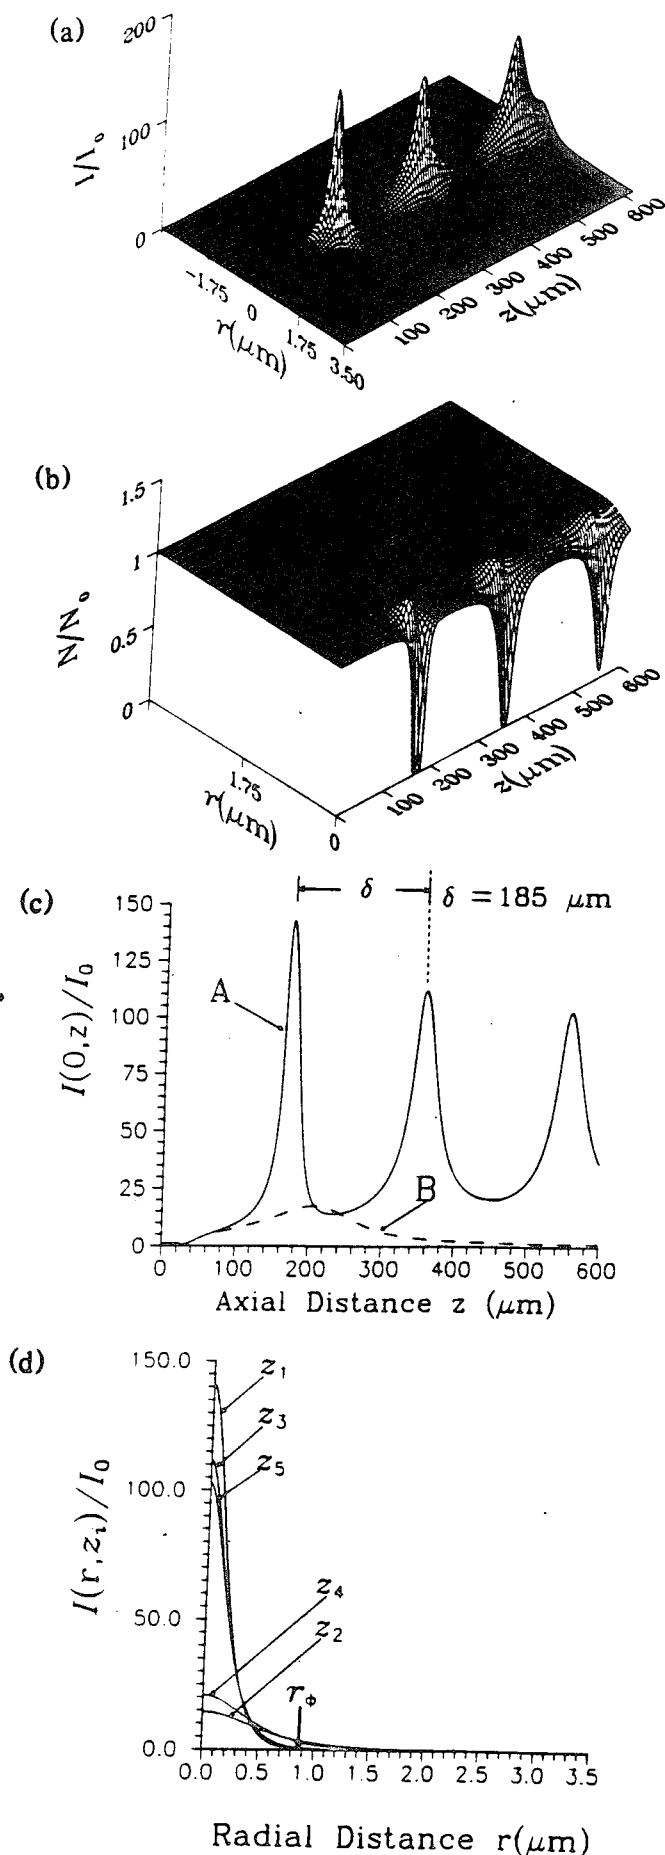 (a)
200
100
0
I/I₀
-1.75
0
1.75
3.50
r(μm)
100
200
300
400
500
600
z(μm)
(b)
1.5
1
0.5
0
N/N₀
r(μm)
1.75
0
100
200
300
400
500
600
z(μm)
(c)
δ
δ = 185 μm
150
125
100
75
50
25
0
I(0,z)/I₀
A
B
0 100 200 300 400 500 600
Axial Distance z (μm)
(d)
150.0
100.0
50.0
0.0
I(r,zᵢ)/I₀
z₁
z₃
z₅
z₄
z₂
r_Φ
0.0 0.5 1.0 1.5 2.0 2.5 3.0 3.5
Radial Distance r(μm)